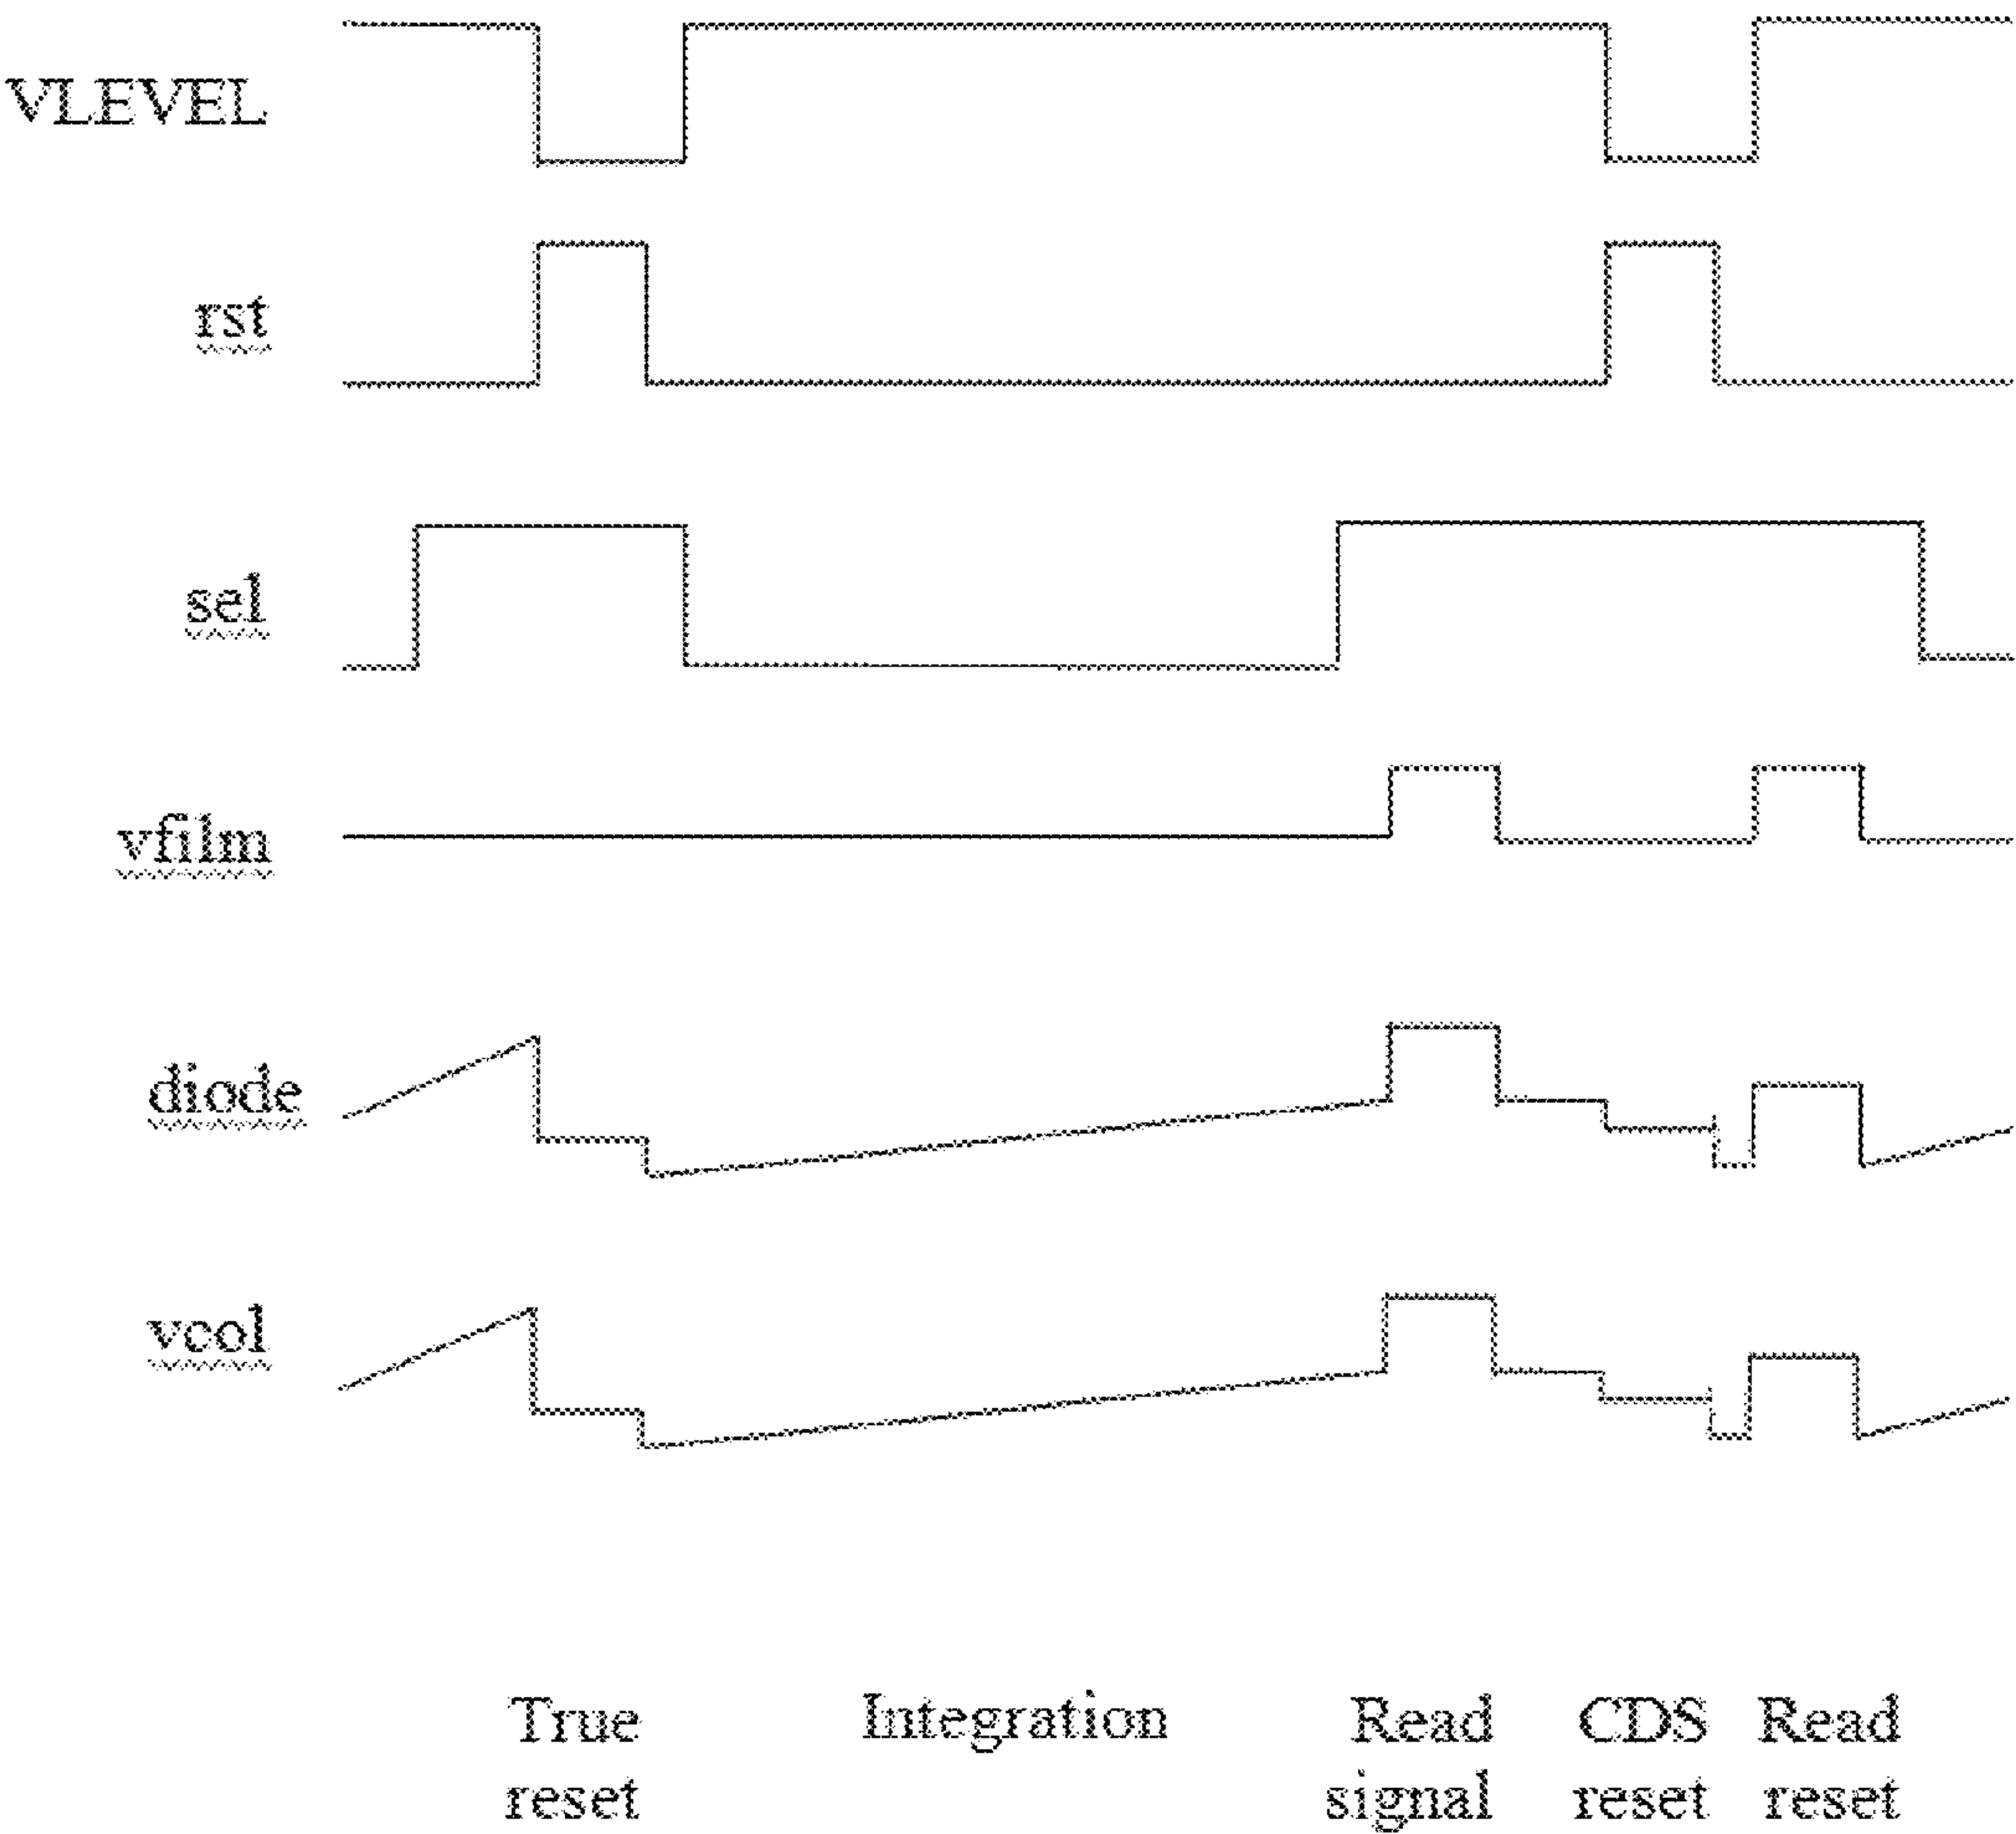 VLEVEL
rst
sel
vfilm
diode
vcol
True reset
Integration
Read signal
CDS reset
Read reset